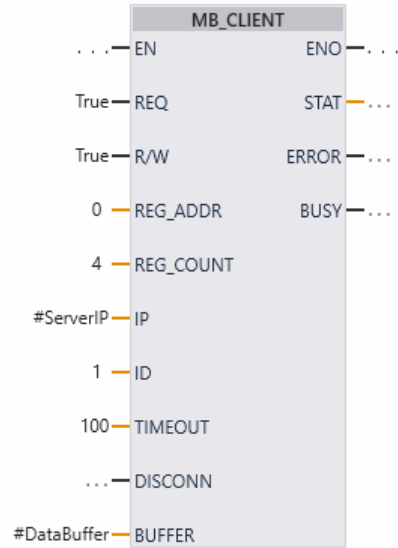 MB_CLIENT
... EN ENO ...
True REQ STAT ...
True R/W ERROR ...
0 REG_ADDR BUSY ...
4 REG_COUNT
#ServerIP IP
1 ID
100 TIMEOUT
... DISCONN
#DataBuffer BUFFER